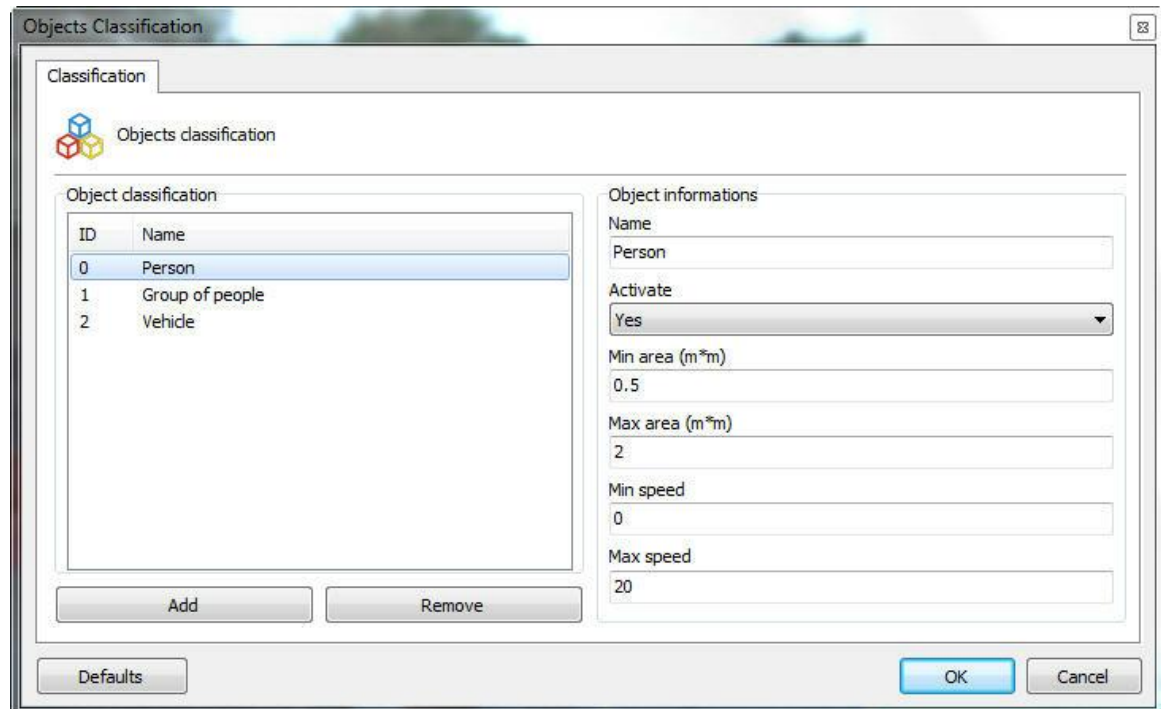 Objects Classification
Classification
Objects classification
Object classification
ID Name
0 Person
1 Group of people
2 Vehicle
Add Remove
Object informations
Name
Person
Activate
Yes
Min area (m*m)
0.5
Max area (m*m)
2
Min speed
0
Max speed
20
Defaults
OK Cancel